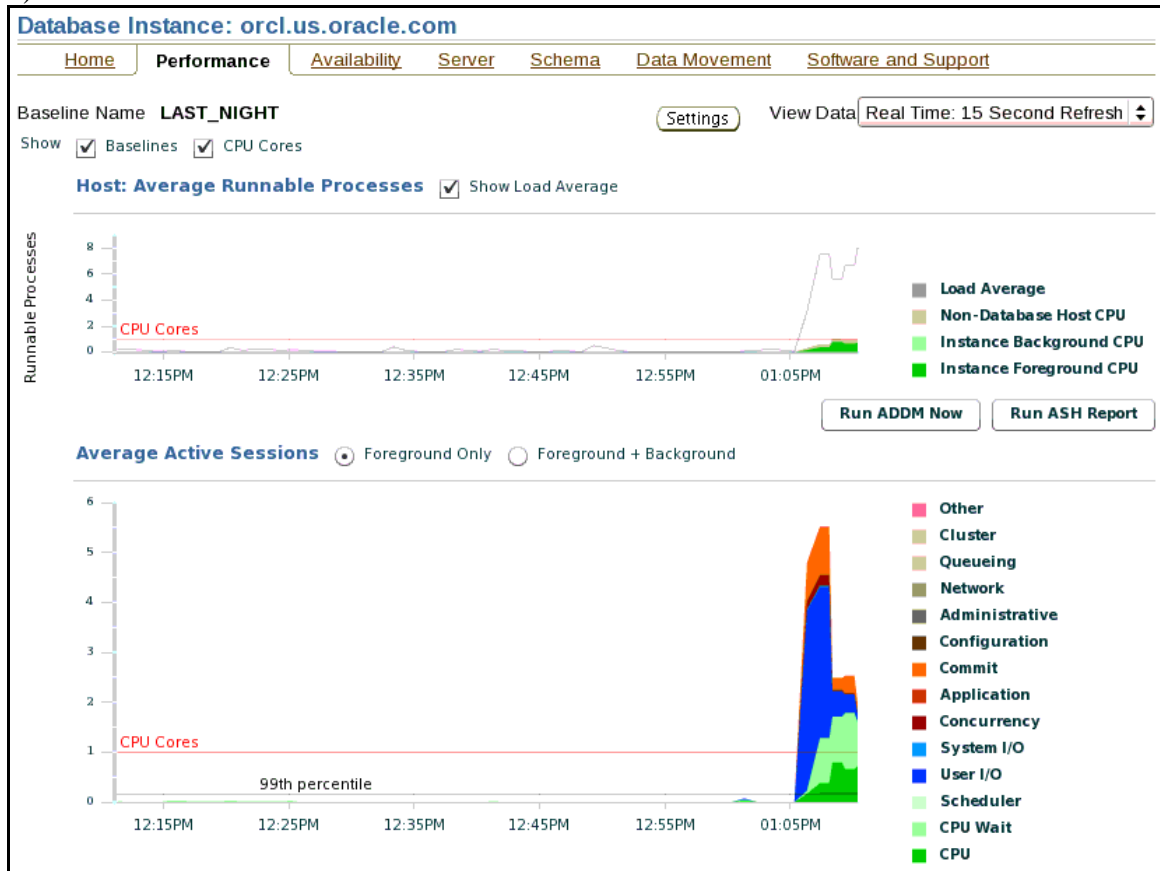 Database Instance: orcl.us.oracle.com
Home Performance Availability Server Schema Data Movement Software and Support
Baseline Name LAST_NIGHT Settings View Data Real Time: 15 Second Refresh
Show Baselines CPU Cores
Host: Average Runnable Processes Show Load Average
Runnable Processes
8
6
4
2
0
CPU Cores
12:15PM 12:25PM 12:35PM 12:45PM 12:55PM 01:05PM
Load Average
Non-Database Host CPU
Instance Background CPU
Instance Foreground CPU
Run ADDM Now Run ASH Report
Average Active Sessions Foreground Only Foreground + Background
6
5
4
3
2
1
0
CPU Cores
99th percentile
12:15PM 12:25PM 12:35PM 12:45PM 12:55PM 01:05PM
Other
Cluster
Queueing
Network
Administrative
Configuration
Commit
Application
Concurrency
System I/O
User I/O
Scheduler
CPU Wait
CPU